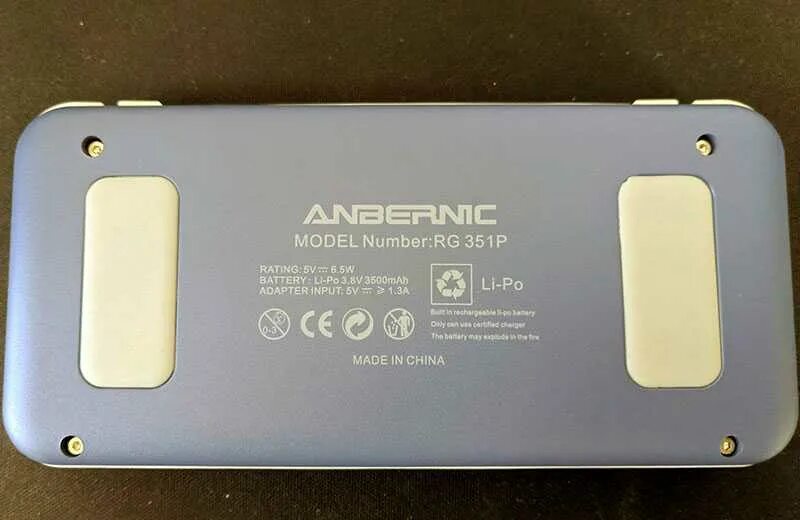 ANBERNIC
MODEL Number:RG 351P
RATING: 5V⎓ 6.5W
BATTERY: Li-Po 3.8V 3500mAh
ADAPTER INPUT: 5V⎓ ≥ 1.3A
Li-Po
Built in rechargeable li-po battery
Only can use certified charger
The battery may explode in the fire
0-3 CE
MADE IN CHINA